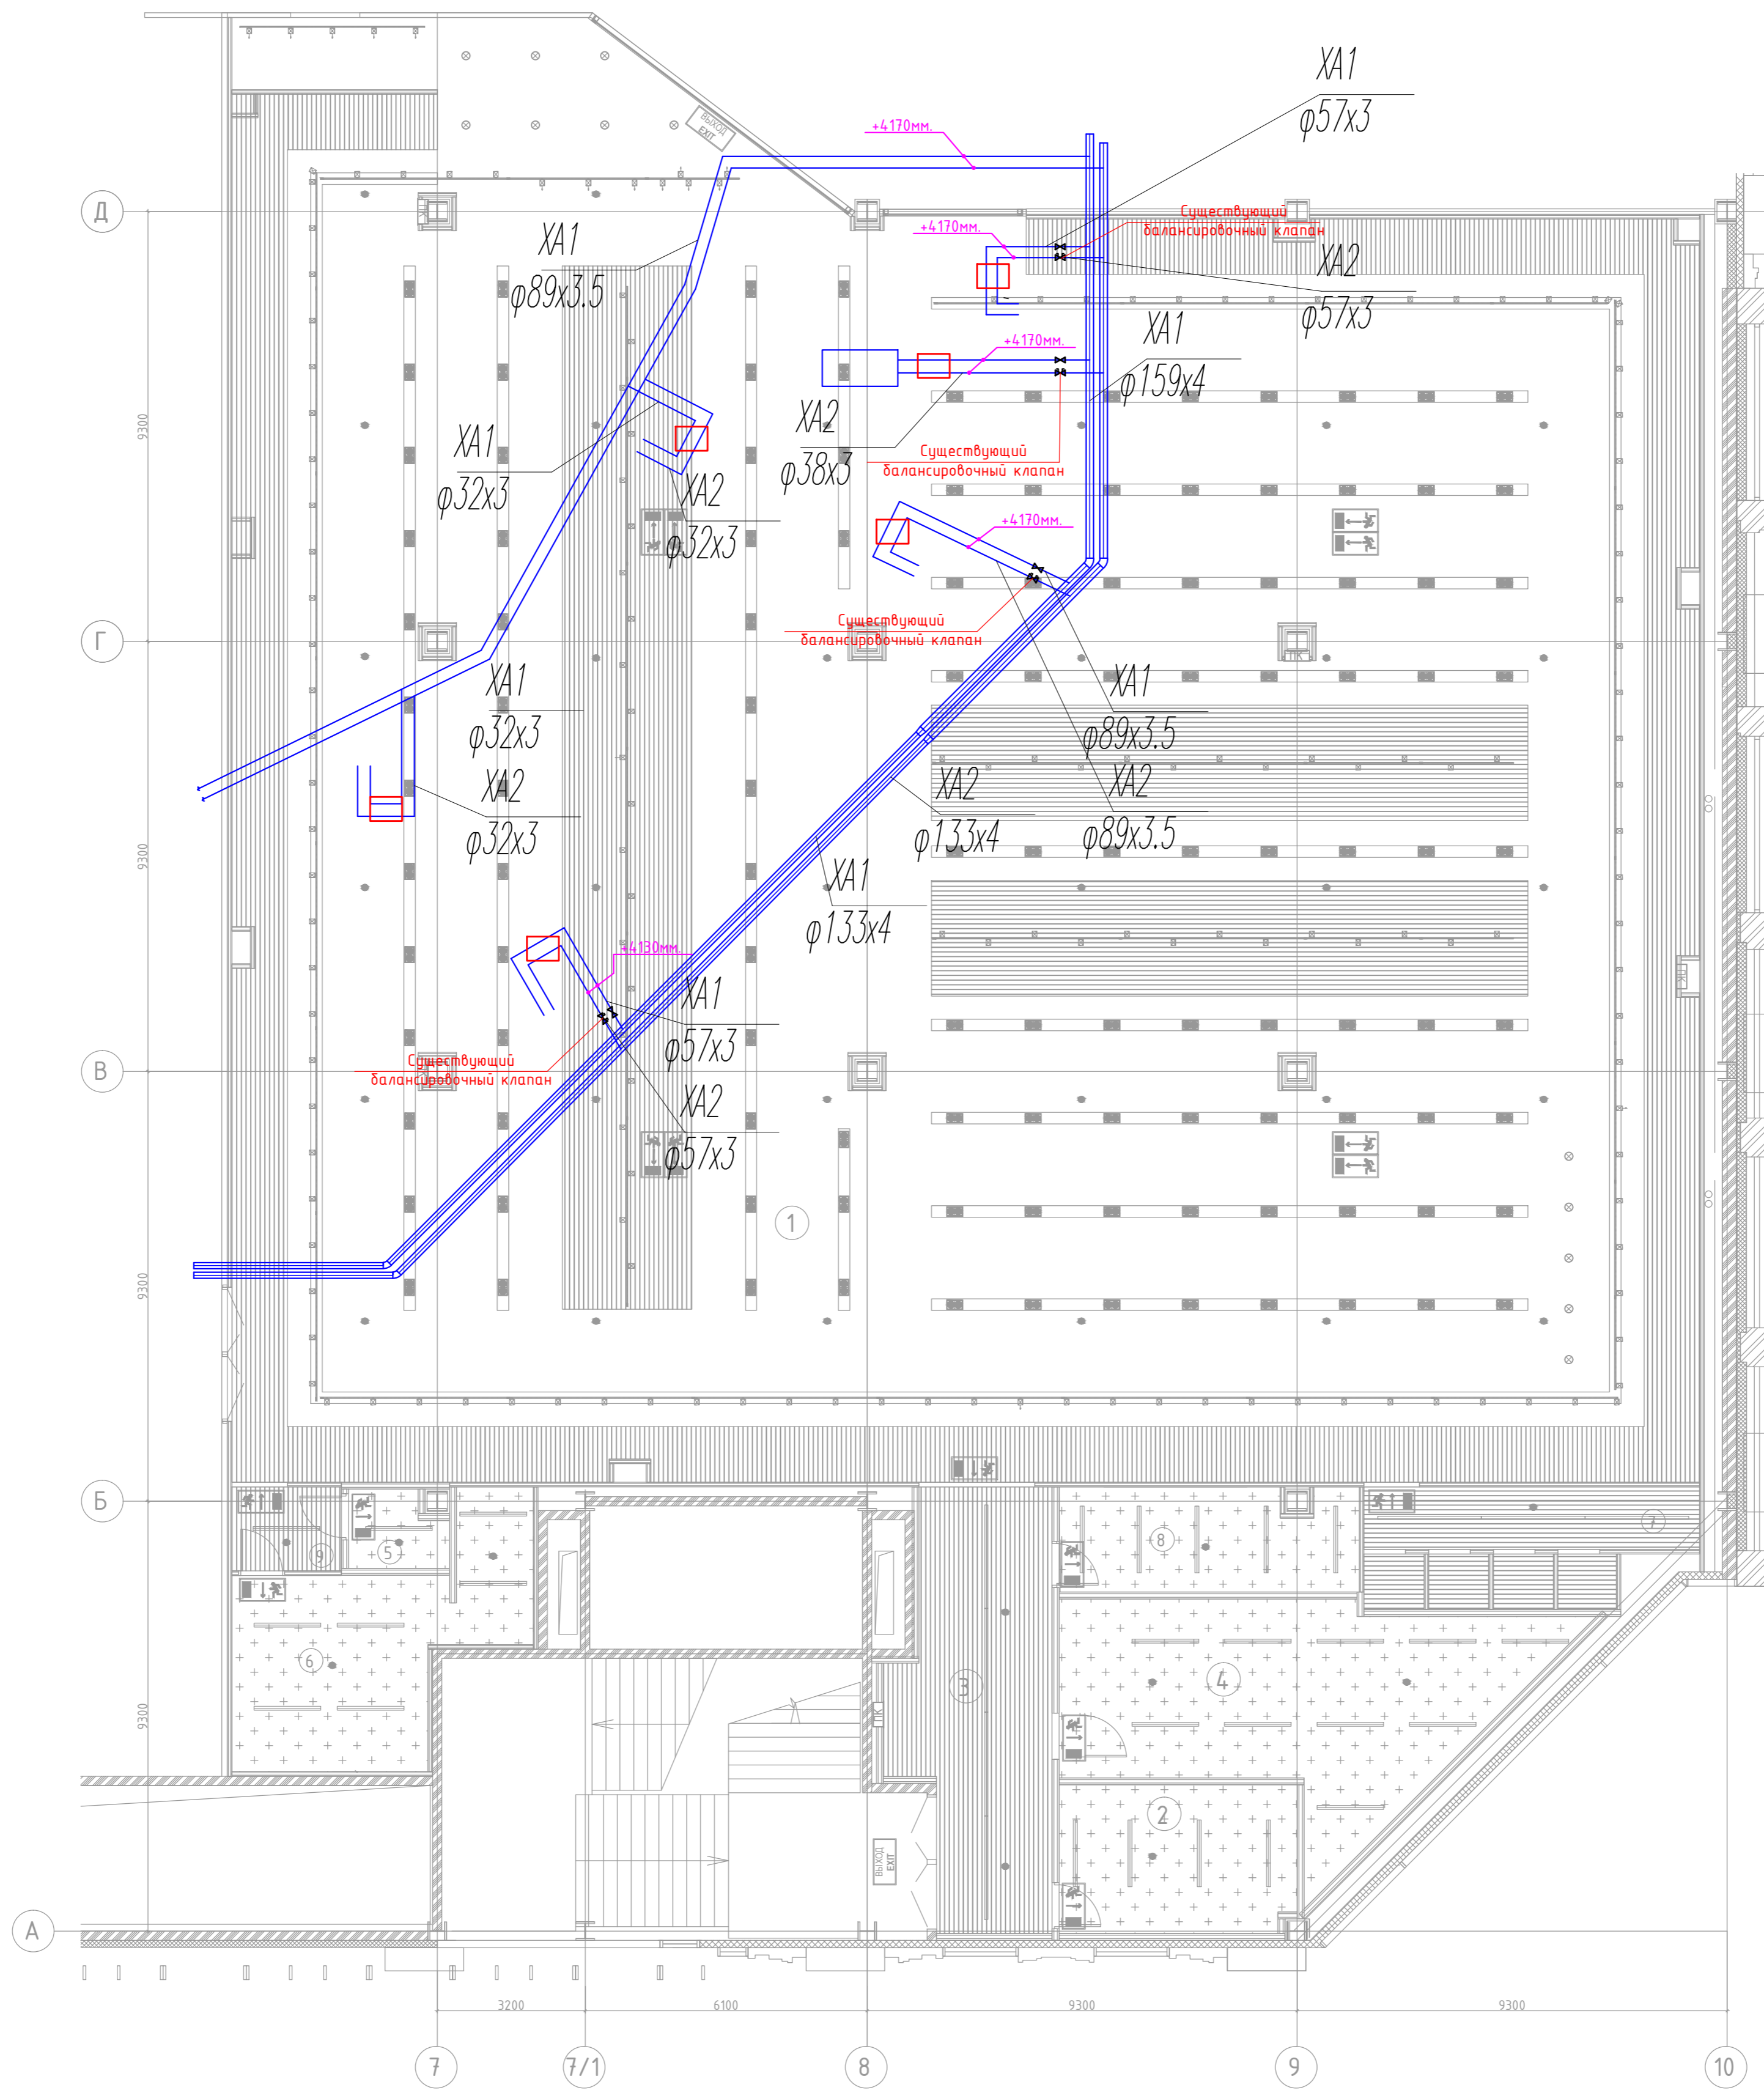 ХА1
φ57х3
+4170мм.
ВЫХОД
EXIT
Д
Существующий
балансировочный клапан
+4170мм.
ХА1
φ89х3.5
ХА2
φ57х3
ХА1
φ159х4
+4170мм.
9300
ХА1
φ32х3
ХА2
φ38х3
Существующий
балансировочный клапан
ХА2
φ32х3
+4170мм.
Г
Существующий
балансировочный клапан
ПК
ХА1
φ32х3
ХА1
φ89х3.5
ХА2
φ32х3
ХА2
φ133х4
ХА2
φ89х3.5
9300
ХА1
φ133х4
+4130мм.
ПК
ХА1
φ57х3
В
Существующий
балансировочный клапан
ХА2
φ57х3
1
9300
Б
9
5
8
7
6
3
4
ПК
9300
2
ВЫХОД
EXIT
А
3200
6100
9300
9300
7
7/1
8
9
10